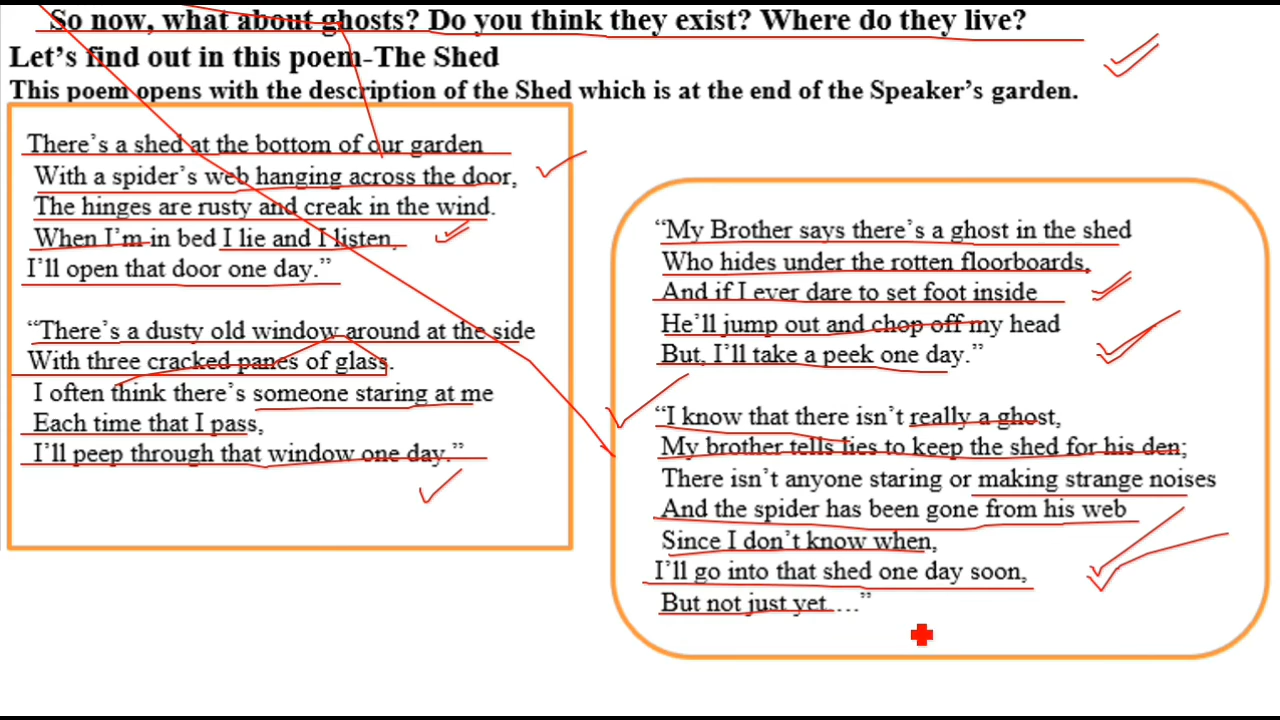 So now, what about ghosts? Do you think they exist? Where do they live?
Let's find out in this poem-The Shed
This poem opens with the description of the Shed which is at the end of the Speaker's garden.
There's a shed at the bottom of our garden
With a spider's web hanging across the door,
The hinges are rusty and creak in the wind.
When I'm in bed I lie and I listen,
I'll open that door one day."
"There's a dusty old window around at the side
With three cracked panes of glass.
I often think there's someone staring at me
Each time that I pass,
I'll peep through that window one day."
"My Brother says there's a ghost in the shed
Who hides under the rotten floorboards,
And if I ever dare to set foot inside
He'll jump out and chop off my head
But, I'll take a peek one day."
"I know that there isn't really a ghost,
My brother tells lies to keep the shed for his den;
There isn't anyone staring or making strange noises
And the spider has been gone from his web
Since I don't know when,
I'll go into that shed one day soon,
But not just yet...."